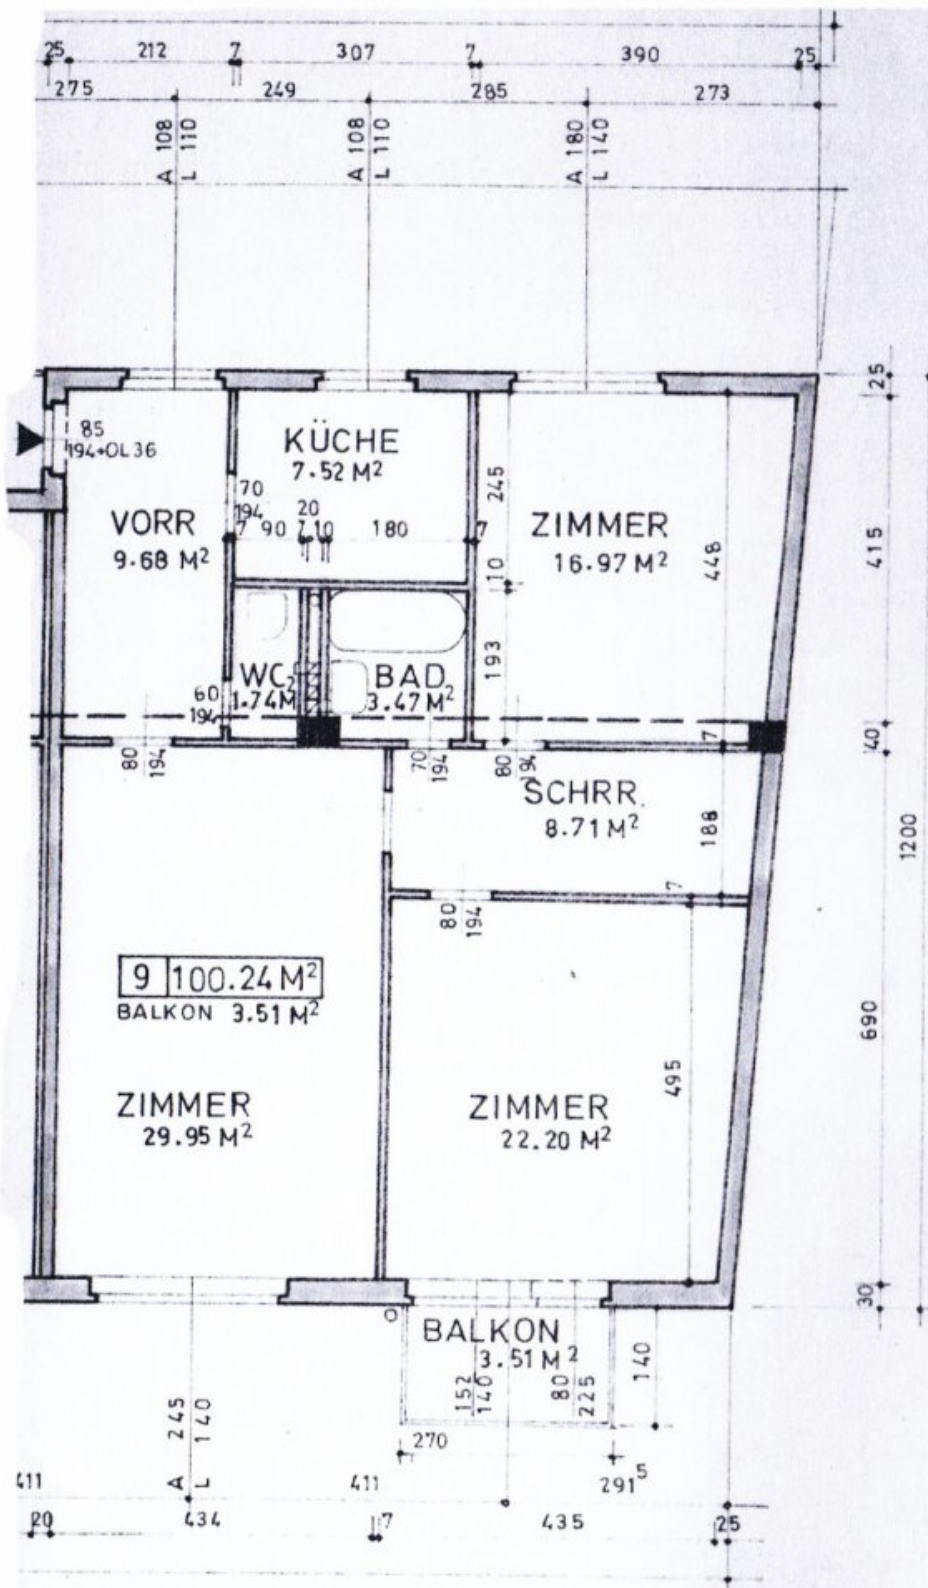 25 212 7 307 7 390 25
275 249 285 273
A 108
L 110
A 108
L 110
A 180
L 140
25
85
194+OL36
KÜCHE
7.52 M²
70
194
20
7 90 7 10 180 7
VORR
9.68 M²
ZIMMER
16.97 M²
245
10
193
448
415
WC
1.74 M²
BAD
3.47 M²
60
194
7
40
80
194
70
194
80
194
SCHRR.
8.71 M²
188
7
1200
80
194
9 100.24 M²
BALKON 3.51 M²
690
495
ZIMMER
29.95 M²
ZIMMER
22.20 M²
30
BALKON
3.51 M²
152
140
80
225
140
A 245
L 140
270
411 411 291⁵
20 434 7 435 25